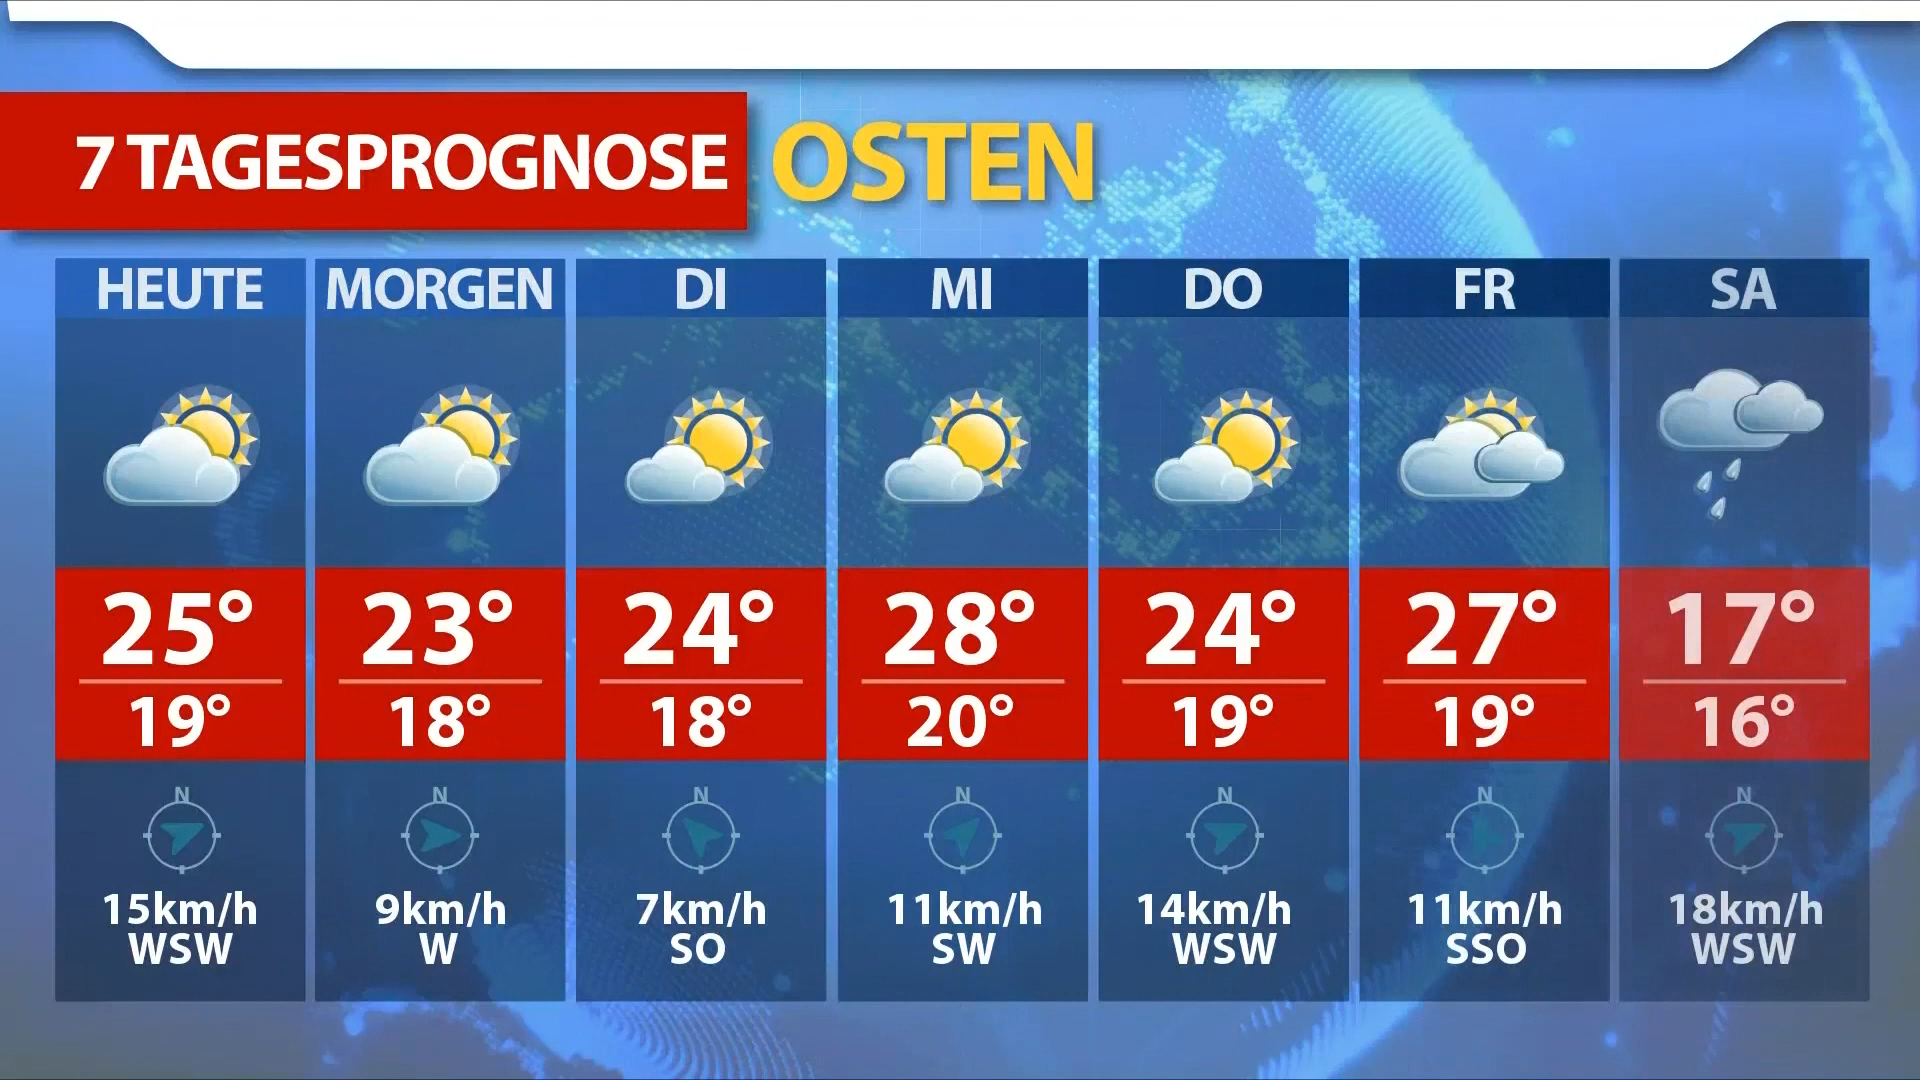 7 TAGESPROGNOSE OSTEN
HEUTE MORGEN DI MI DO FR SA
25° 23° 24° 28° 24° 27° 17°
19° 18° 18° 20° 19° 19° 16°
N N N N N N N
15km/h 9km/h 7km/h 11km/h 14km/h 11km/h 18km/h
WSW W SO SW WSW SSO WSW